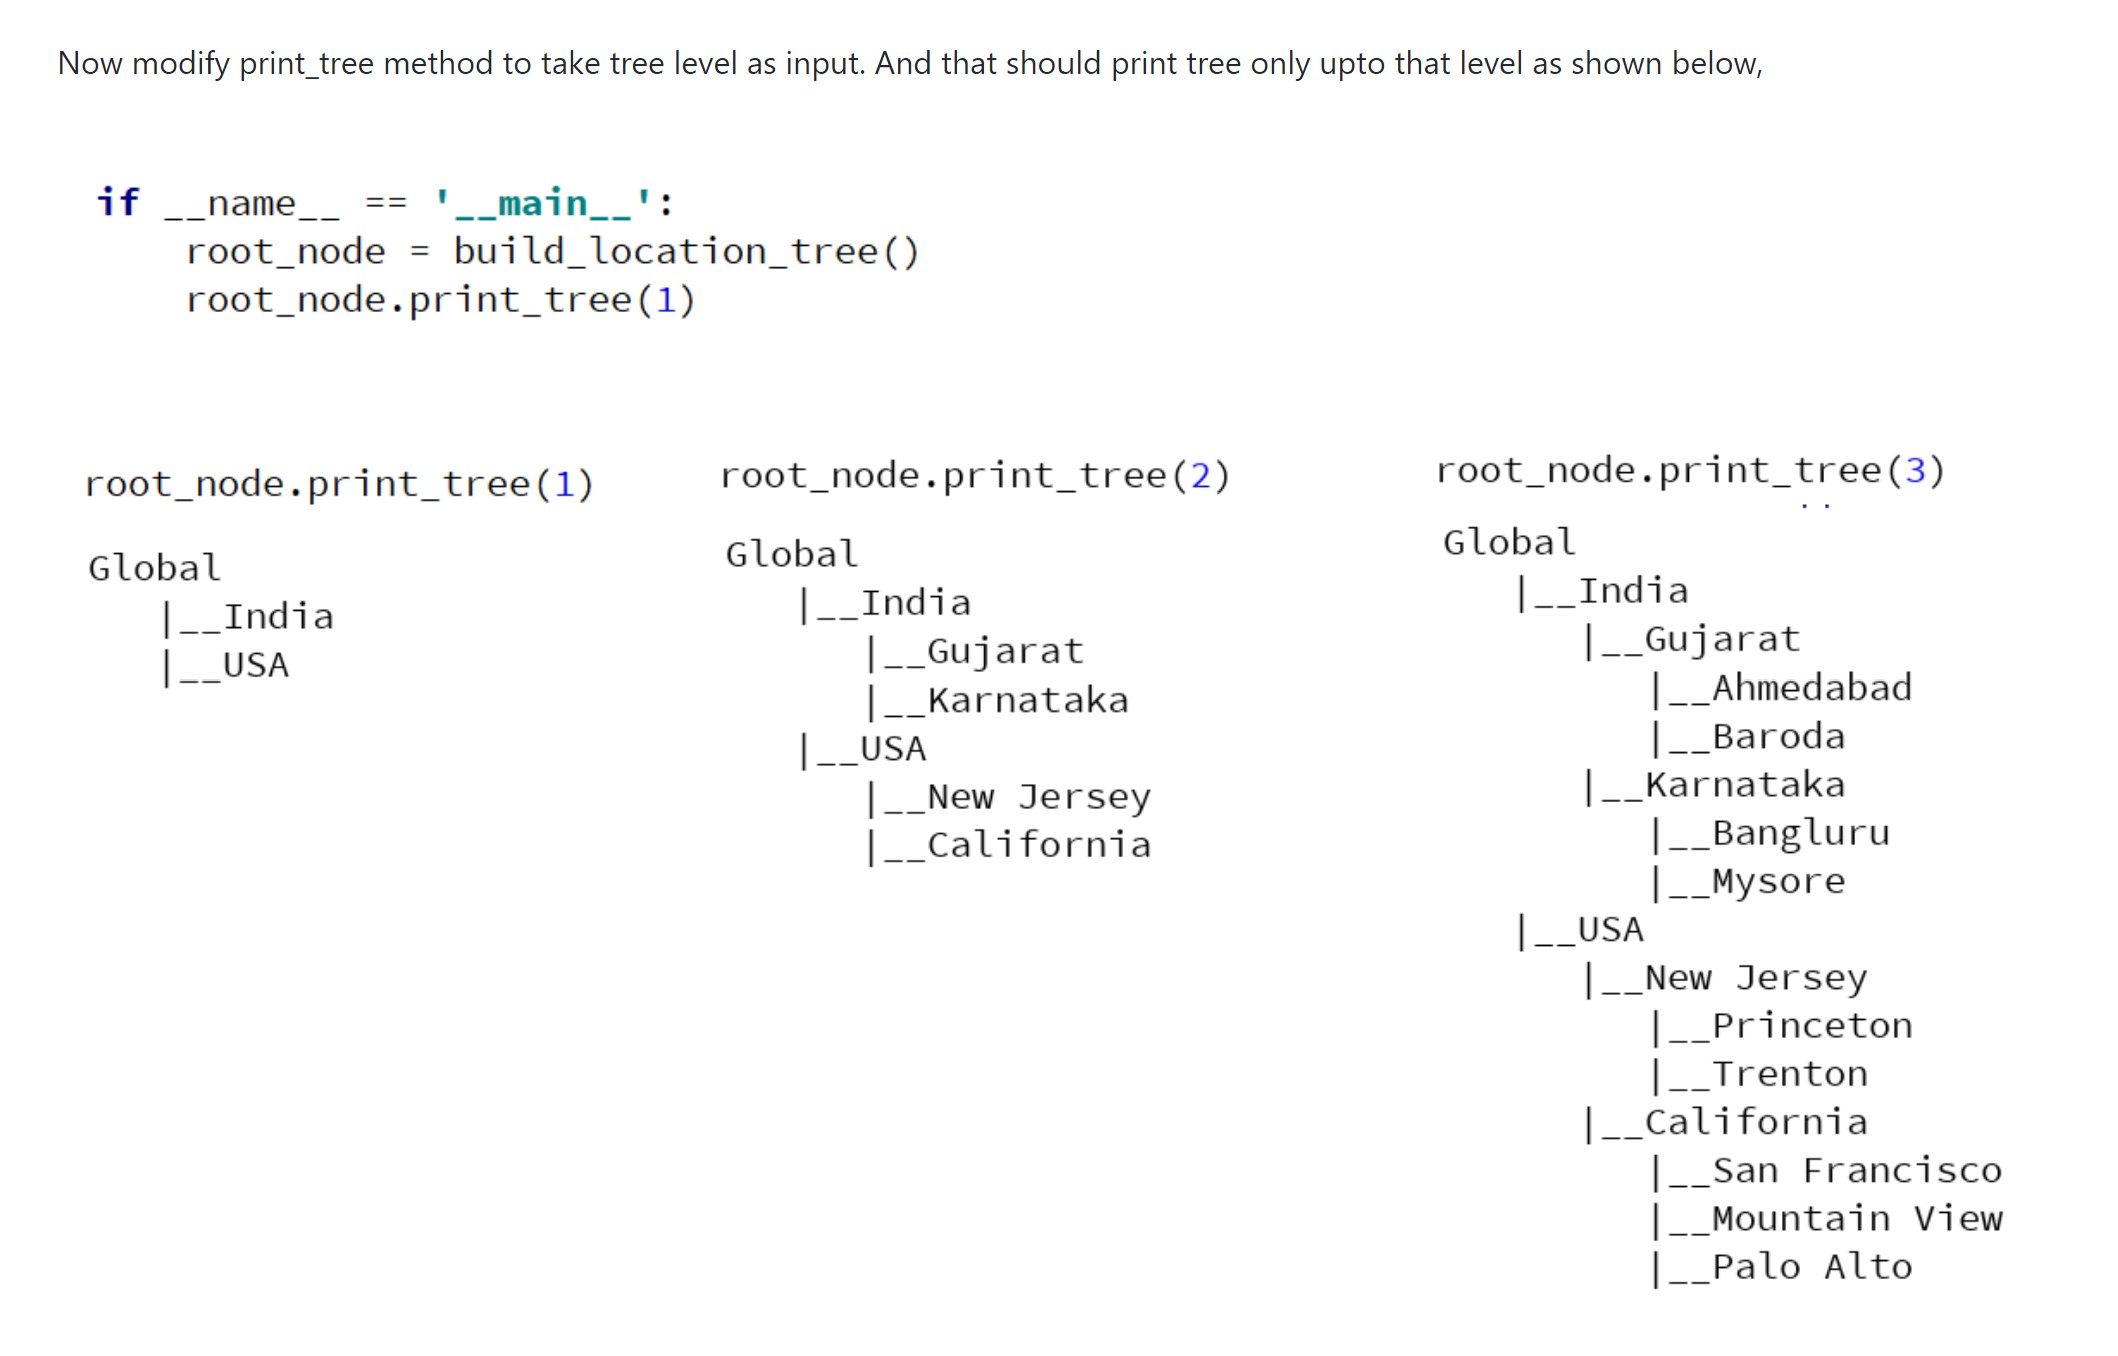 Now modify print_tree method to take tree level as input. And that should print tree only upto that level as shown below,
if __name__ == '__main__':
    root_node = build_location_tree()
    root_node.print_tree(1)
root_node.print_tree(1)
Global
    |__India
    |__USA
root_node.print_tree(2)
Global
    |__India
       |__Gujarat
       |__Karnataka
    |__USA
       |__New Jersey
       |__California
root_node.print_tree(3)
Global
    |__India
       |__Gujarat
          |__Ahmedabad
          |__Baroda
       |__Karnataka
          |__Bangluru
          |__Mysore
    |__USA
       |__New Jersey
          |__Princeton
          |__Trenton
       |__California
          |__San Francisco
          |__Mountain View
          |__Palo Alto